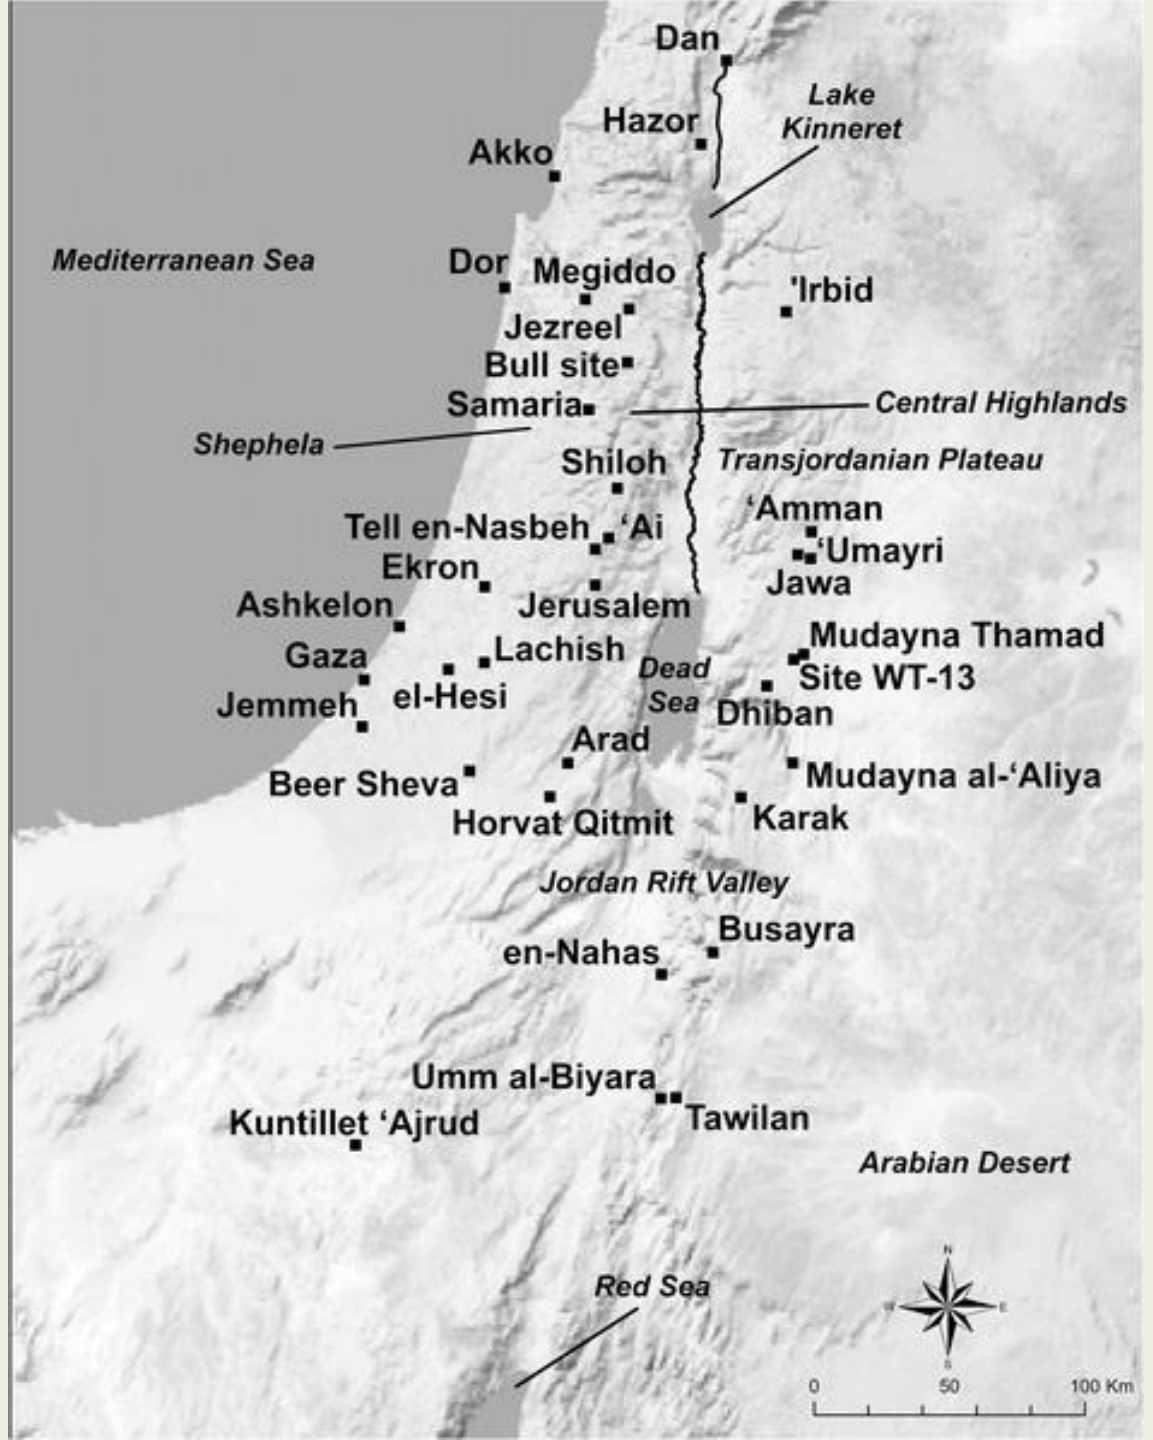 Dan
Lake
Kinneret
Hazor
Akko
Mediterranean Sea
Dor
Megiddo
'Irbid
Jezreel
Bull site
Samaria
Central Highlands
Shephela
Shiloh
Transjordanian Plateau
‘Amman
Tell en-Nasbeh
‘Ai
‘Umayri
Ekron
Jawa
Ashkelon
Jerusalem
Mudayna Thamad
Gaza
Lachish
Dead
Sea
Site WT-13
el-Hesi
Jemmeh
Dhiban
Arad
Beer Sheva
Mudayna al-‘Aliya
Horvat Qitmit
Karak
Jordan Rift Valley
Busayra
en-Nahas
Umm al-Biyara
Tawilan
Kuntillet ‘Ajrud
Arabian Desert
Red Sea
N
W
E
S
0 50 100 Km